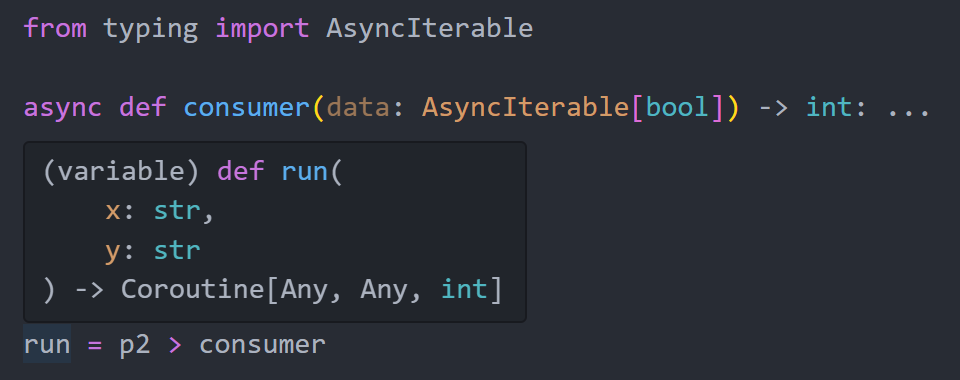 from typing import AsyncIterable
async def consumer(data: AsyncIterable[bool]) -> int: ...
(variable) def run(
x: str,
y: str
) -> Coroutine[Any, Any, int]
run = p2 > consumer